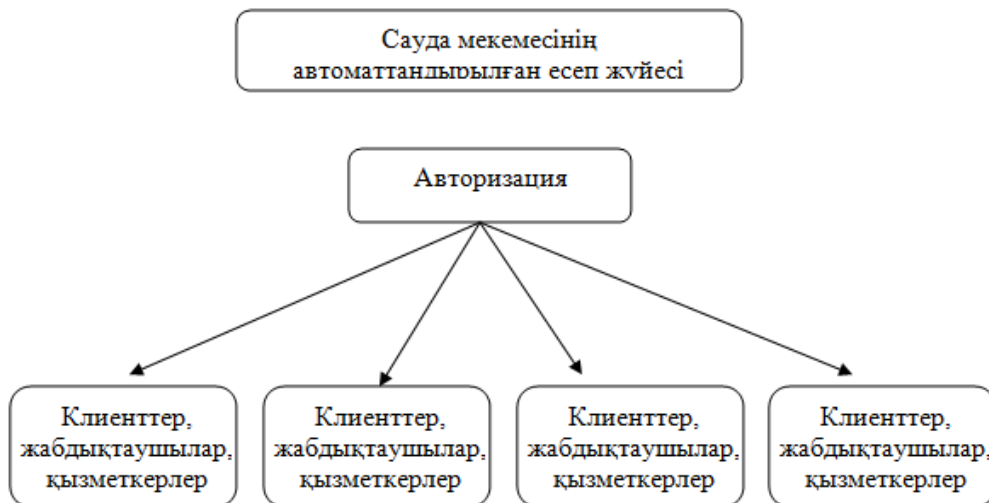 Сауда мекемесінің
автоматтандырылған есеп жүйесі
Авторизация
Клиенттер,
жабдықтаушылар,
қызметкерлер
Клиенттер,
жабдықтаушылар,
қызметкерлер
Клиенттер,
жабдықтаушылар,
қызметкерлер
Клиенттер,
жабдықтаушылар,
қызметкерлер